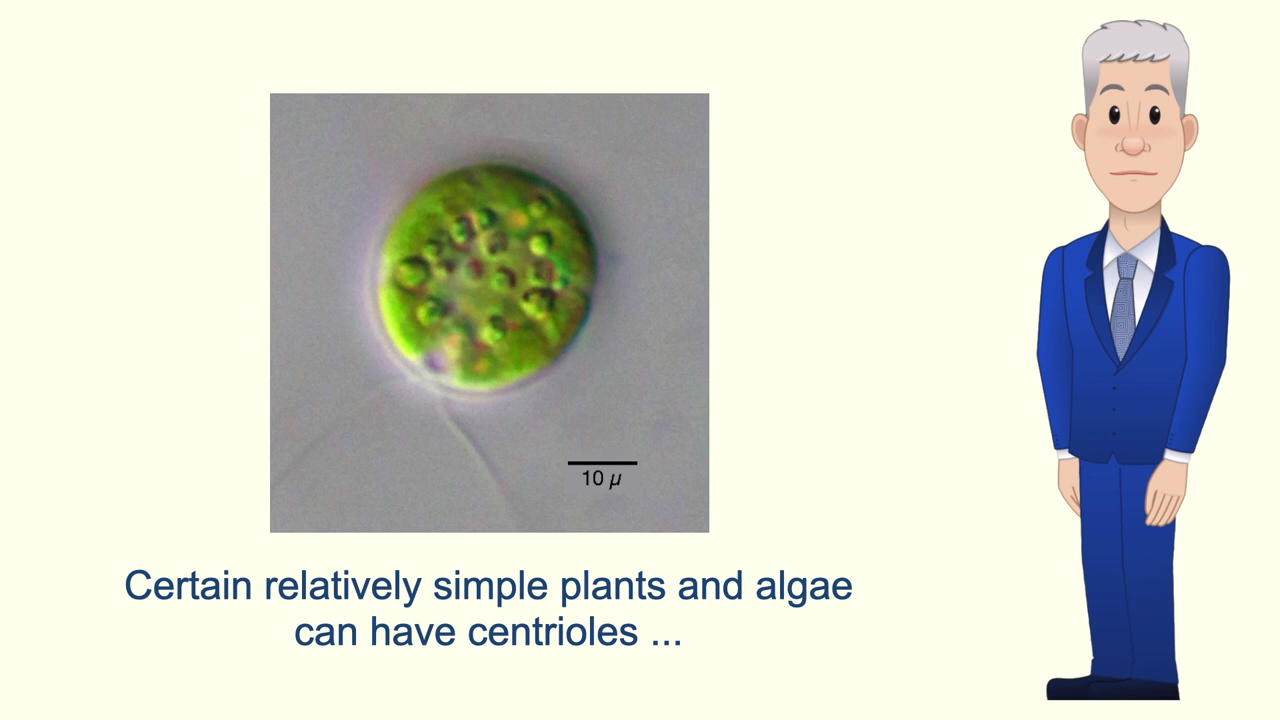 10 µ
Certain relatively simple plants and algae
can have centrioles ...